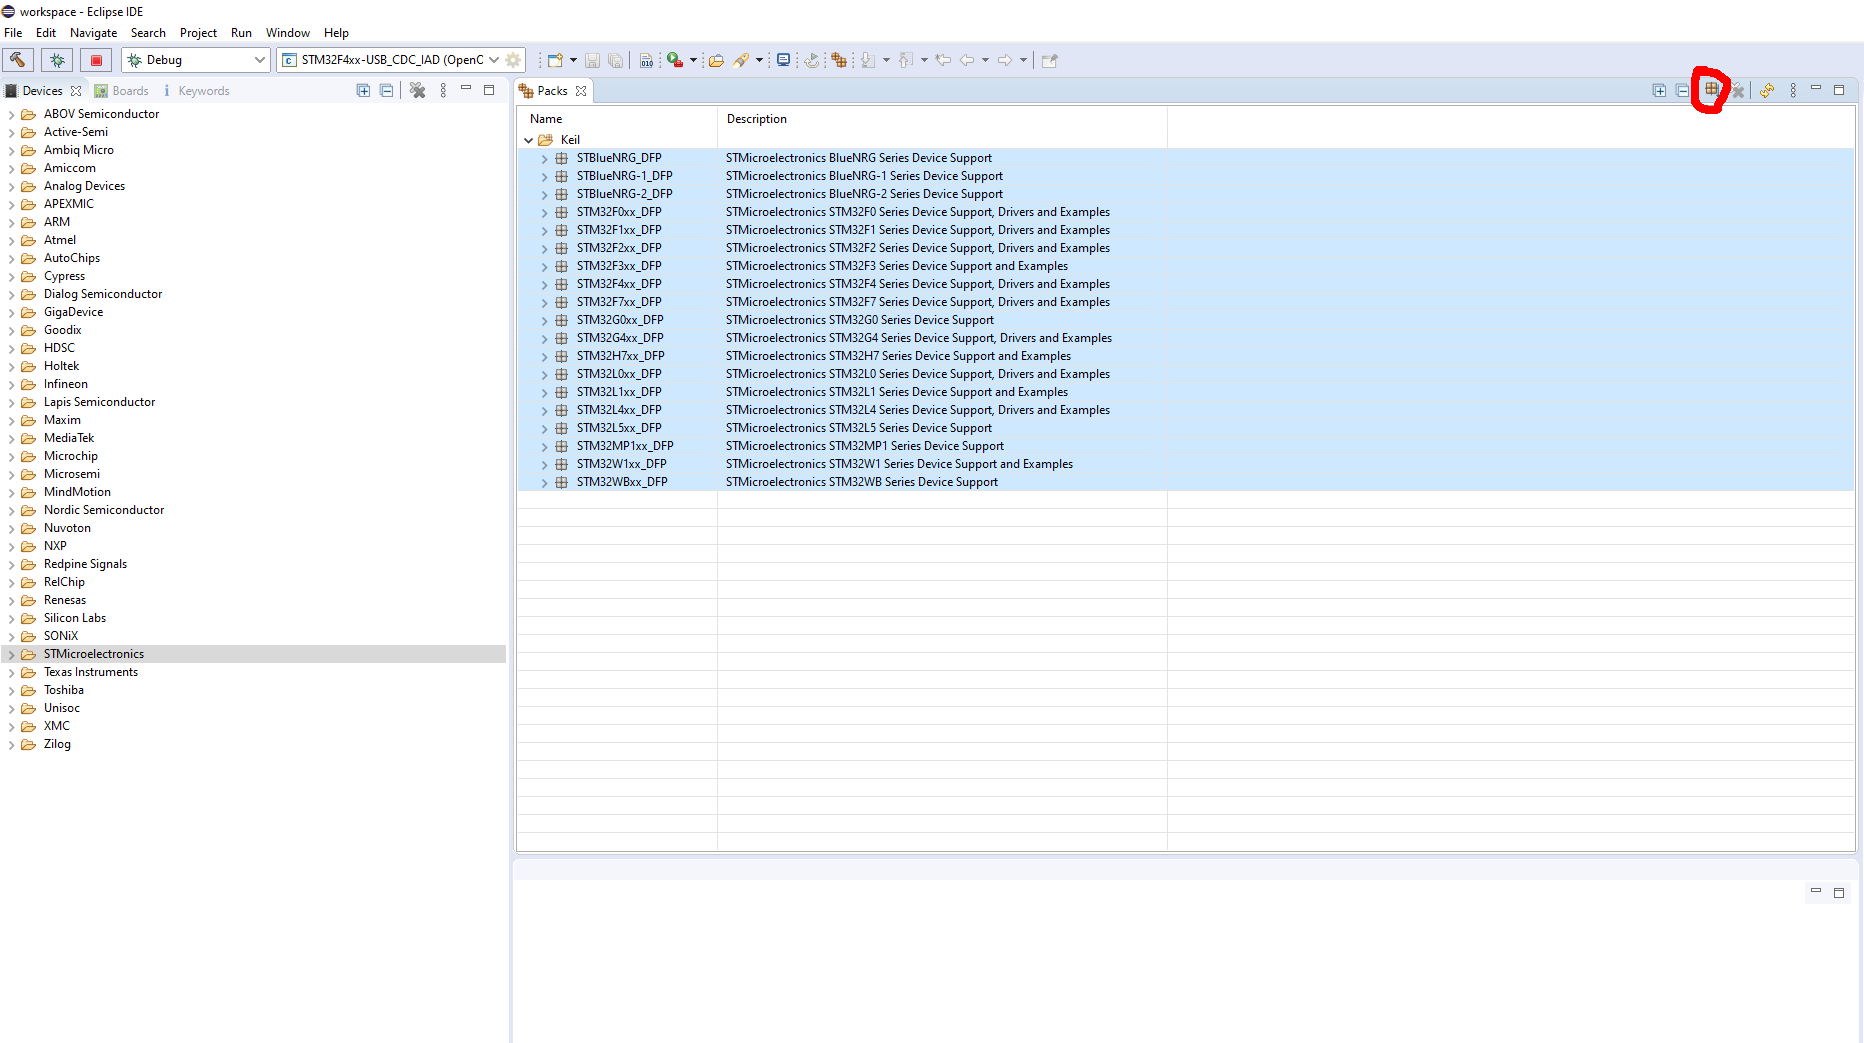 workspace - Eclipse IDE
File Edit Navigate Search Project Run Window Help
Debug STM32F4xx-USB_CDC_IAD (OpenC
Devices Boards Keywords
Packs
ABOV Semiconductor
Active-Semi
Ambiq Micro
Amiccom
Analog Devices
APEXMIC
ARM
Atmel
AutoChips
Cypress
Dialog Semiconductor
GigaDevice
Goodix
HDSC
Holtek
Infineon
Lapis Semiconductor
Maxim
MediaTek
Microchip
Microsemi
MindMotion
Nordic Semiconductor
Nuvoton
NXP
Redpine Signals
RelChip
Renesas
Silicon Labs
SONiX
STMicroelectronics
Texas Instruments
Toshiba
Unisoc
XMC
Zilog
Name Description
Keil
STBlueNRG_DFP STMicroelectronics BlueNRG Series Device Support
STBlueNRG-1_DFP STMicroelectronics BlueNRG-1 Series Device Support
STBlueNRG-2_DFP STMicroelectronics BlueNRG-2 Series Device Support
STM32F0xx_DFP STMicroelectronics STM32F0 Series Device Support, Drivers and Examples
STM32F1xx_DFP STMicroelectronics STM32F1 Series Device Support, Drivers and Examples
STM32F2xx_DFP STMicroelectronics STM32F2 Series Device Support, Drivers and Examples
STM32F3xx_DFP STMicroelectronics STM32F3 Series Device Support and Examples
STM32F4xx_DFP STMicroelectronics STM32F4 Series Device Support, Drivers and Examples
STM32F7xx_DFP STMicroelectronics STM32F7 Series Device Support, Drivers and Examples
STM32G0xx_DFP STMicroelectronics STM32G0 Series Device Support
STM32G4xx_DFP STMicroelectronics STM32G4 Series Device Support, Drivers and Examples
STM32H7xx_DFP STMicroelectronics STM32H7 Series Device Support and Examples
STM32L0xx_DFP STMicroelectronics STM32L0 Series Device Support, Drivers and Examples
STM32L1xx_DFP STMicroelectronics STM32L1 Series Device Support and Examples
STM32L4xx_DFP STMicroelectronics STM32L4 Series Device Support, Drivers and Examples
STM32L5xx_DFP STMicroelectronics STM32L5 Series Device Support
STM32MP1xx_DFP STMicroelectronics STM32MP1 Series Device Support
STM32W1xx_DFP STMicroelectronics STM32W1 Series Device Support and Examples
STM32WBxx_DFP STMicroelectronics STM32WB Series Device Support